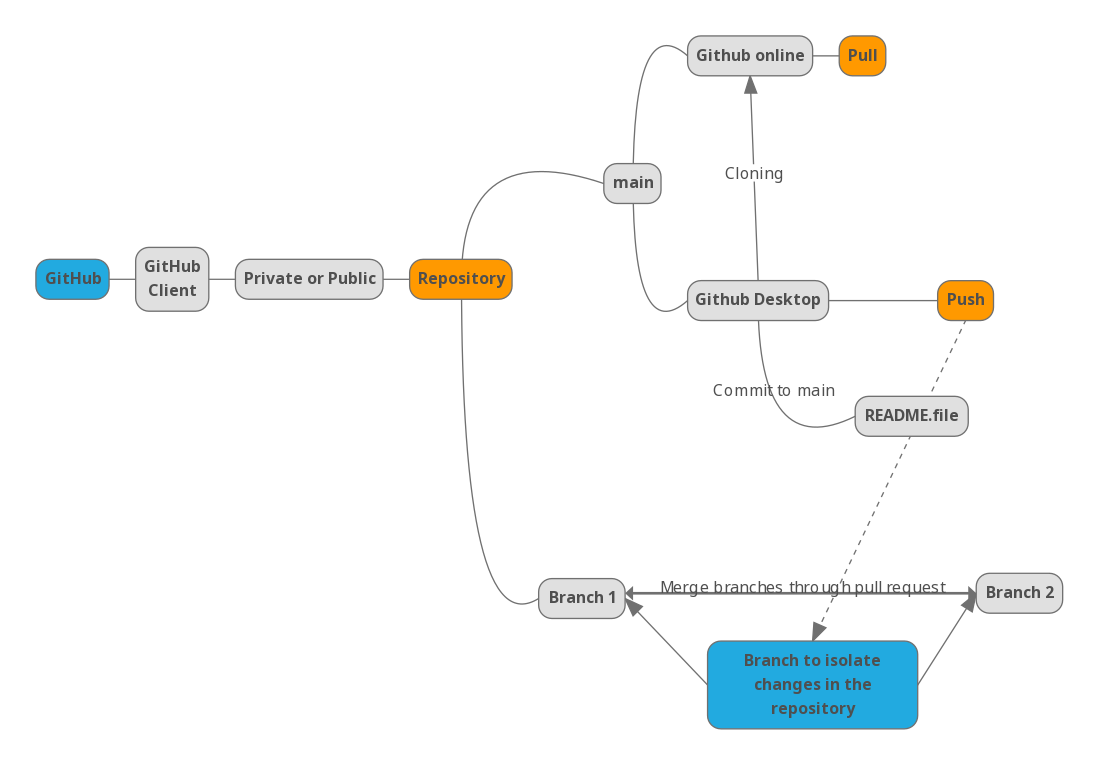 Github online
Pull
Cloning
main
GitHub
GitHub
Client
Private or Public
Repository
Github Desktop
Push
Commit to main
README.file
Merge branches through pull request
Branch 1
Branch 2
Branch to isolate
changes in the
repository